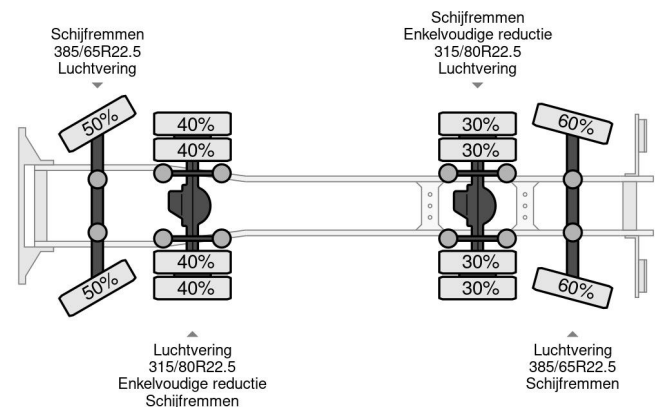 Schijfremmen
385/65R22.5
Luchtvering
Schijfremmen
Enkelvoudige reductie
315/80R22.5
Luchtvering
50%
40%
40%
30%
30%
60%
50%
40%
40%
30%
30%
60%
Luchtvering
315/80R22.5
Enkelvoudige reductie
Schijfremmen
Luchtvering
385/65R22.5
Schijfremmen